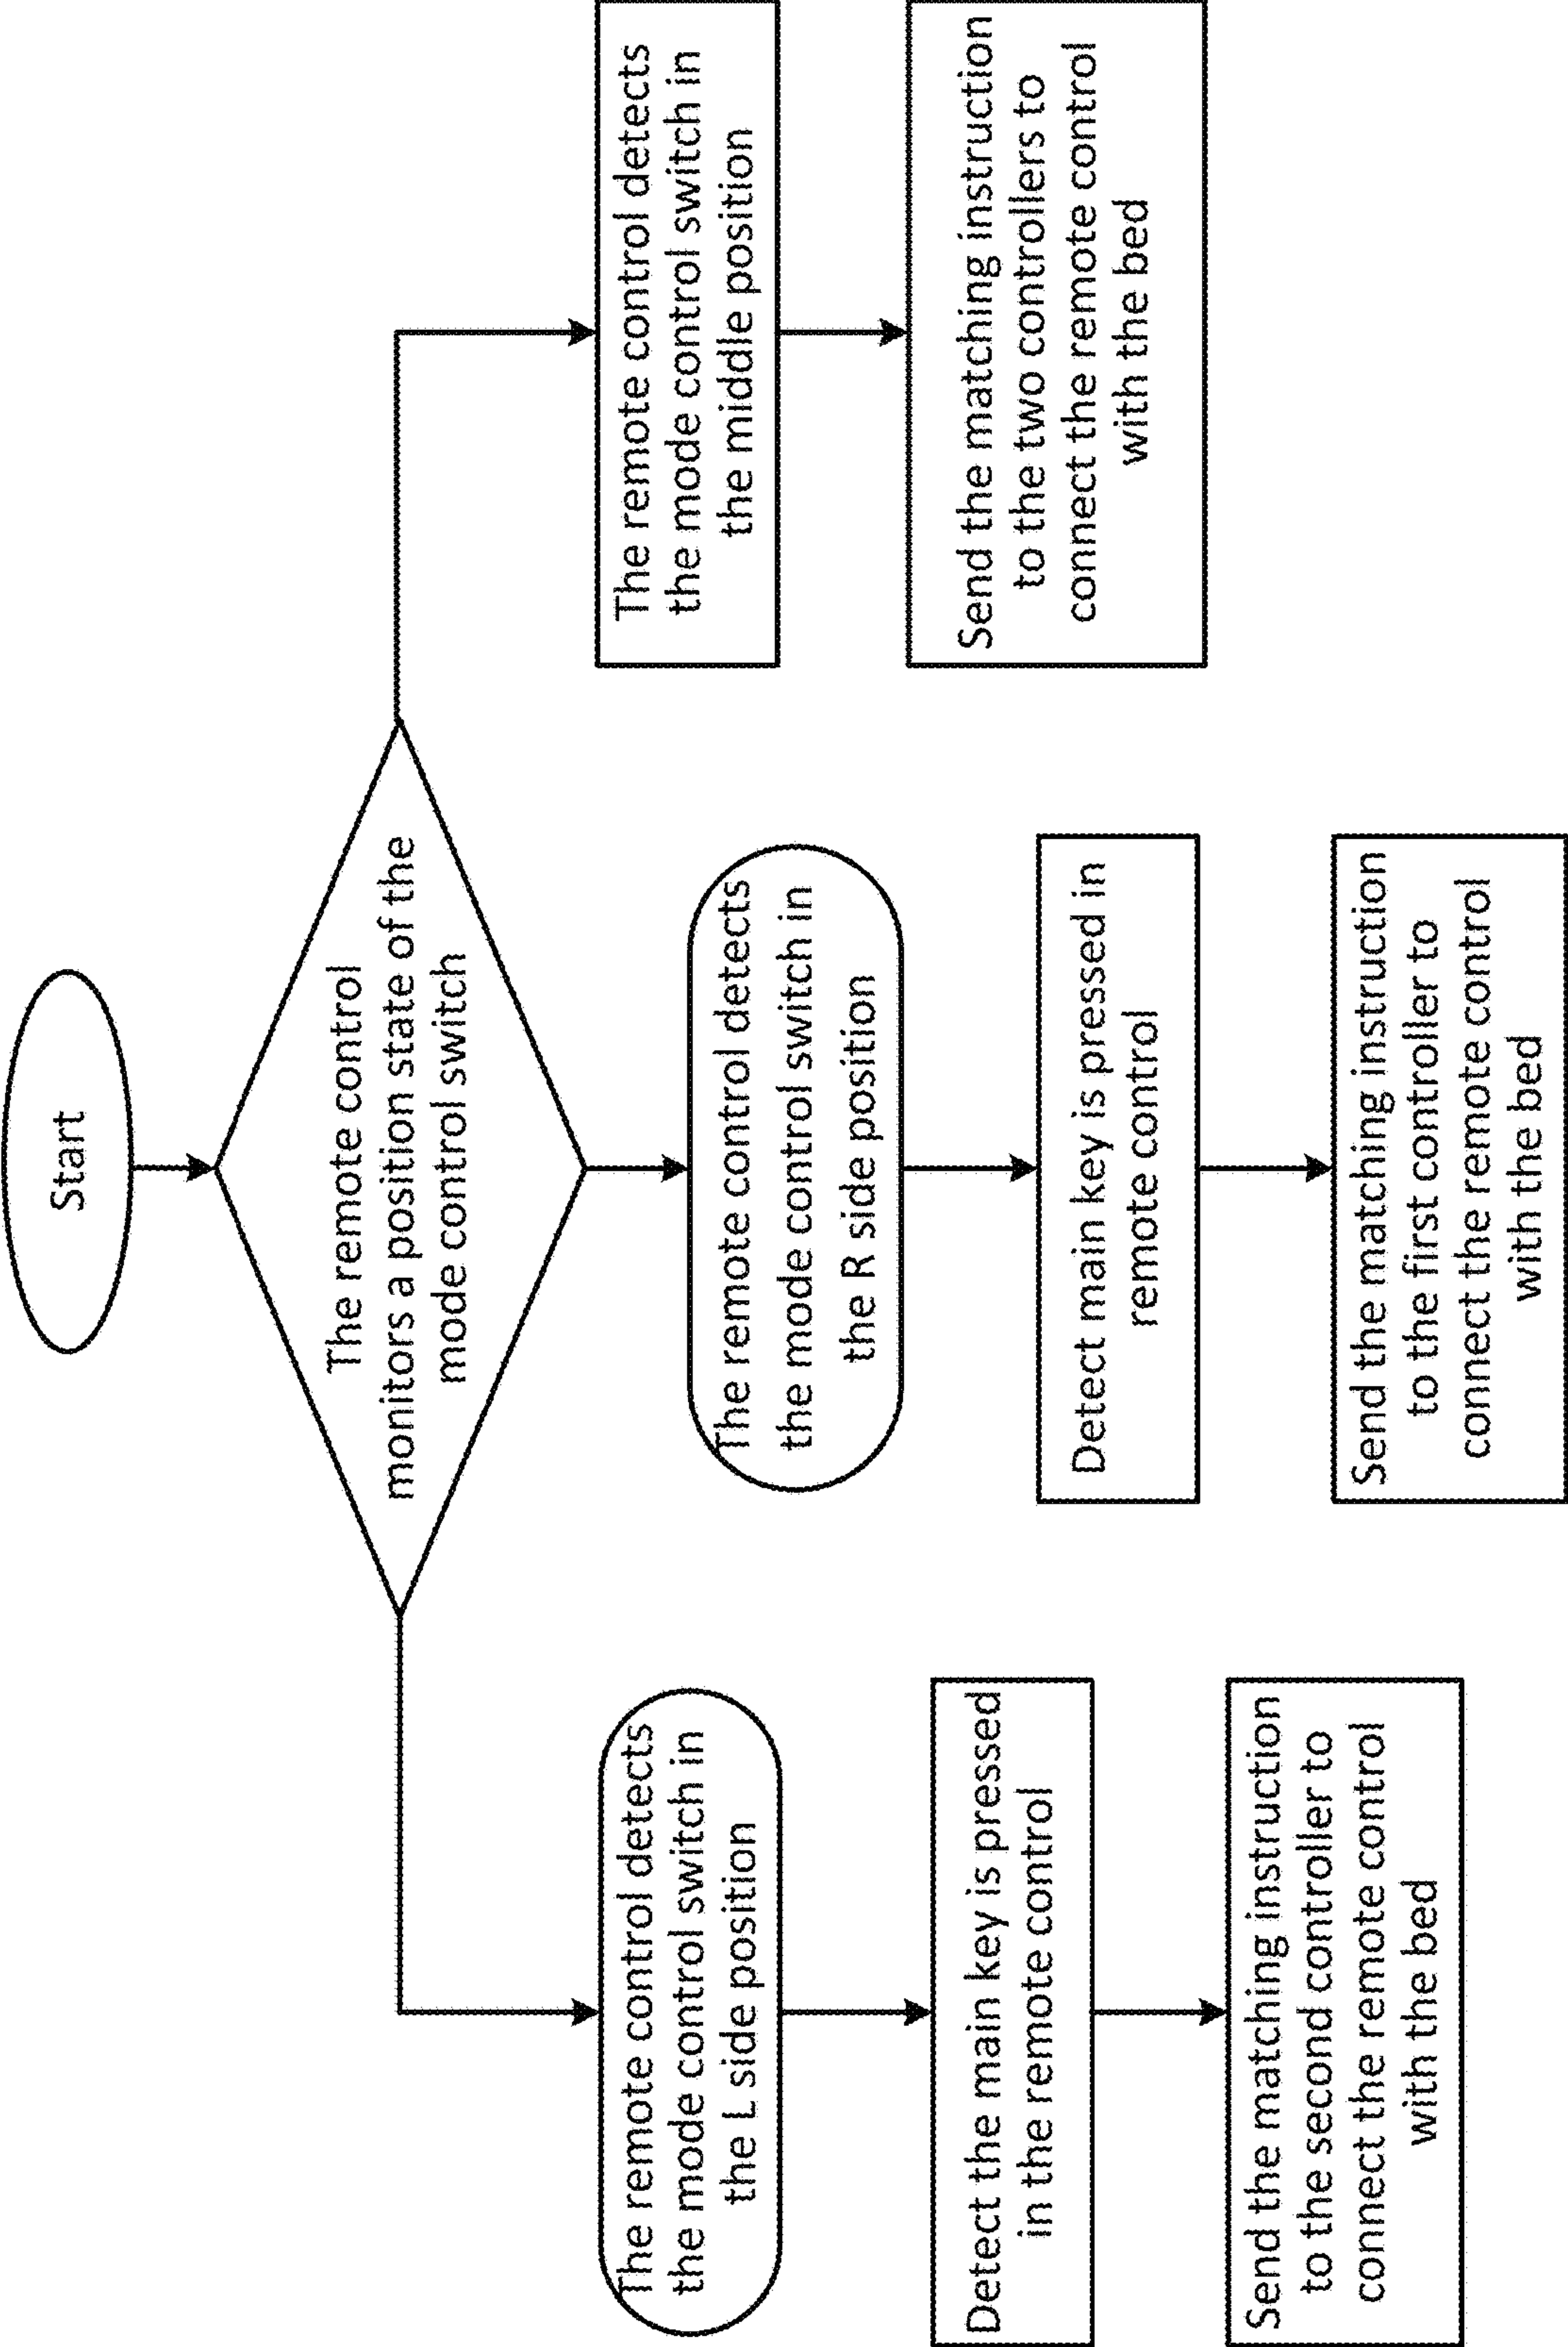 Start
The remote control
monitors a position state of the
mode control switch
The remote control detects
the mode control switch in
the L side position
Detect the main key is pressed
in the remote control
Send the matching instruction
to the second controller to
connect the remote control
with the bed
The remote control detects
the mode control switch in
the R side position
Detect main key is pressed in
remote control
Send the matching instruction
to the first controller to
connect the remote control
with the bed
The remote control detects
the mode control switch in
the middle position
Send the matching instruction
to the two controllers to
connect the remote control
with the bed